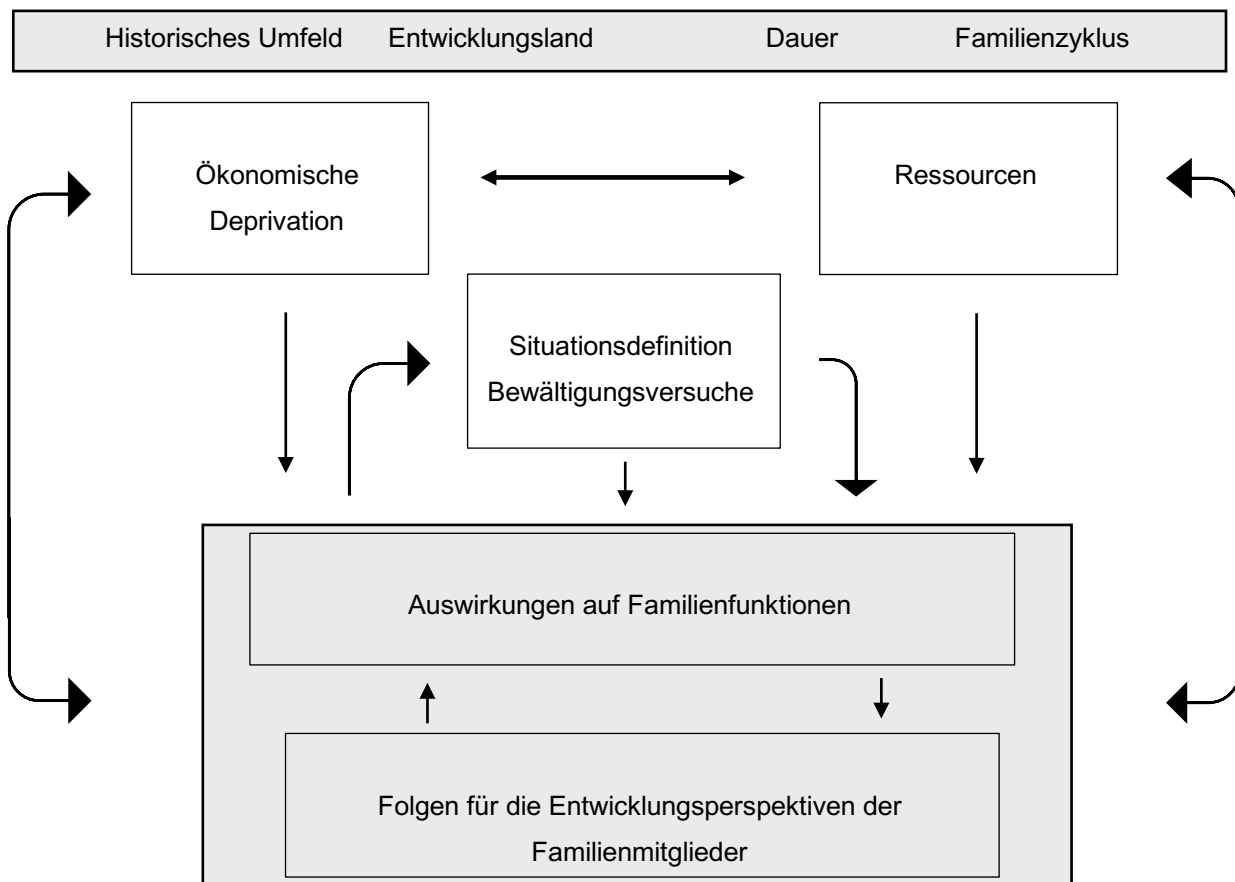 Historisches Umfeld Entwicklungsland Dauer Familienzyklus
Ökonomische
Deprivation
Ressourcen
Situationsdefinition
Bewältigungsversuche
Auswirkungen auf Familienfunktionen
Folgen für die Entwicklungsperspektiven der
Familienmitglieder